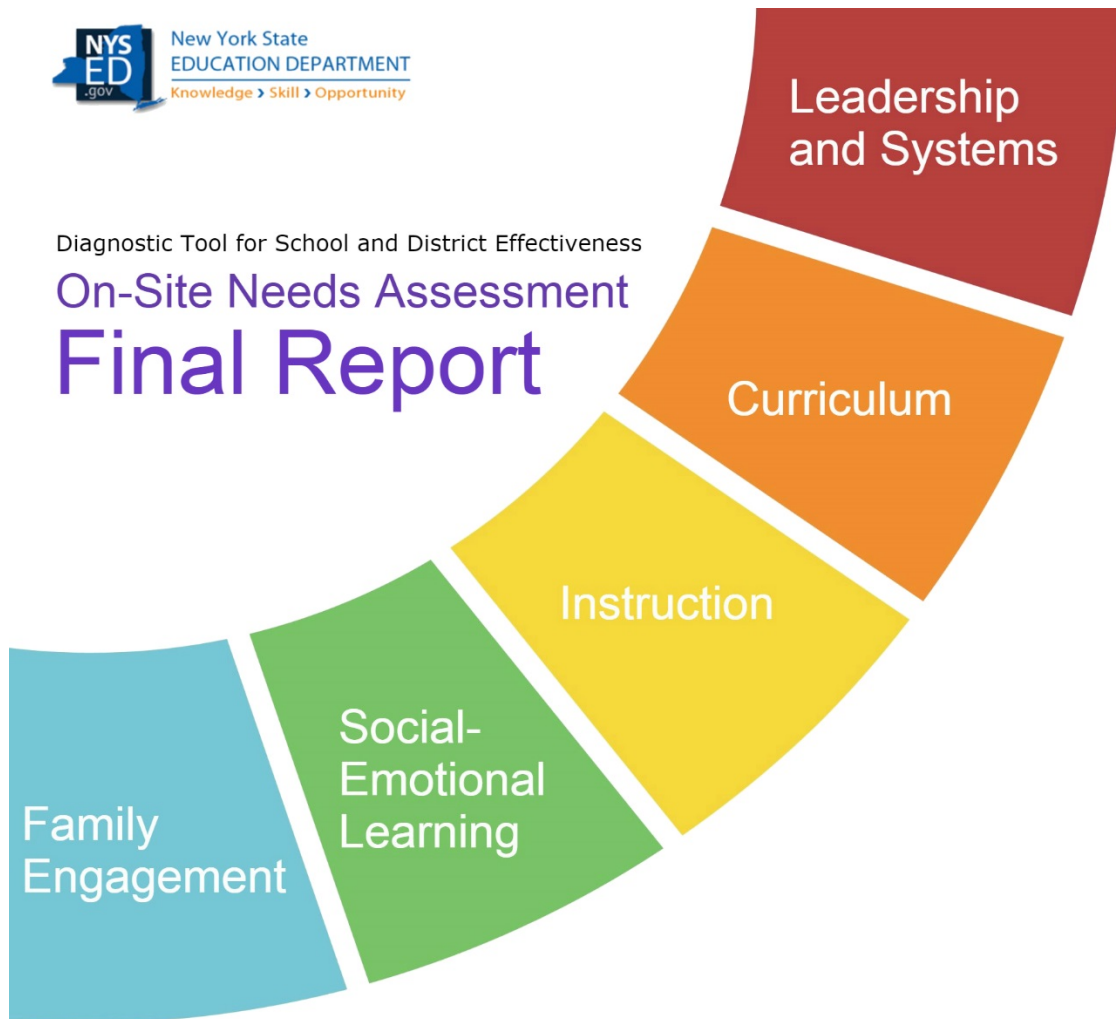 NYS
ED
.gov
New York State
EDUCATION DEPARTMENT
Knowledge › Skill › Opportunity
Diagnostic Tool for School and District Effectiveness
On-Site Needs Assessment
Final Report
Leadership
and Systems
Curriculum
Instruction
Social-
Emotional
Learning
Family
Engagement